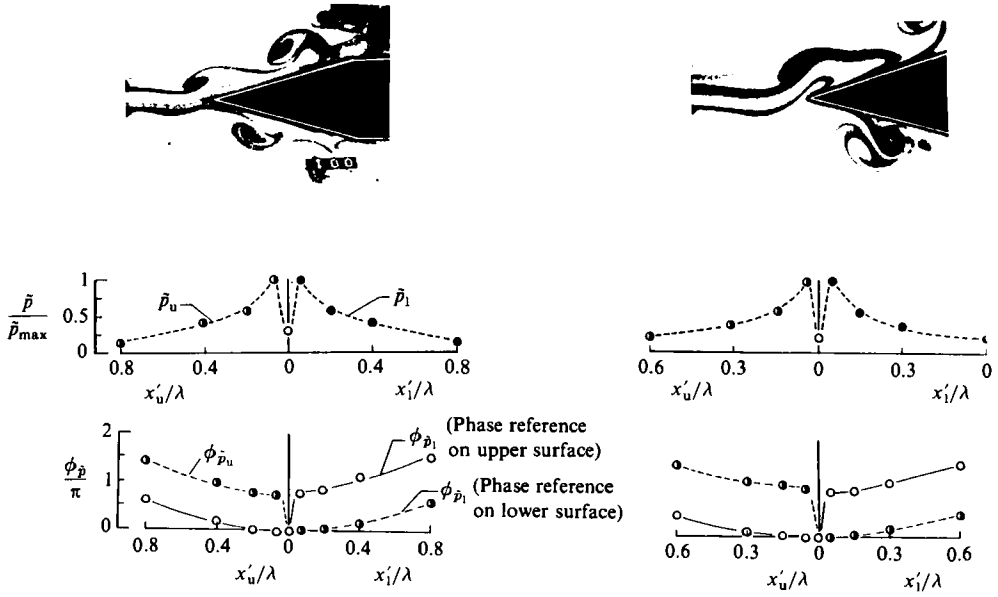 100
p̃/p̃max
1
0.5
0
p̃u
p̃l
0.8 0.4 0 0.4 0.8
x′u/λ x′l/λ
0.6 0.3 0 0.3 0
x′u/λ x′l/λ
ϕp̃/π
2
1
0
ϕp̃u
ϕp̃l (Phase reference
on upper surface)
ϕp̃l (Phase reference
on lower surface)
0.8 0.4 0 0.4 0.8
x′u/λ x′l/λ
0.6 0.3 0 0.3 0.6
x′u/λ x′l/λ